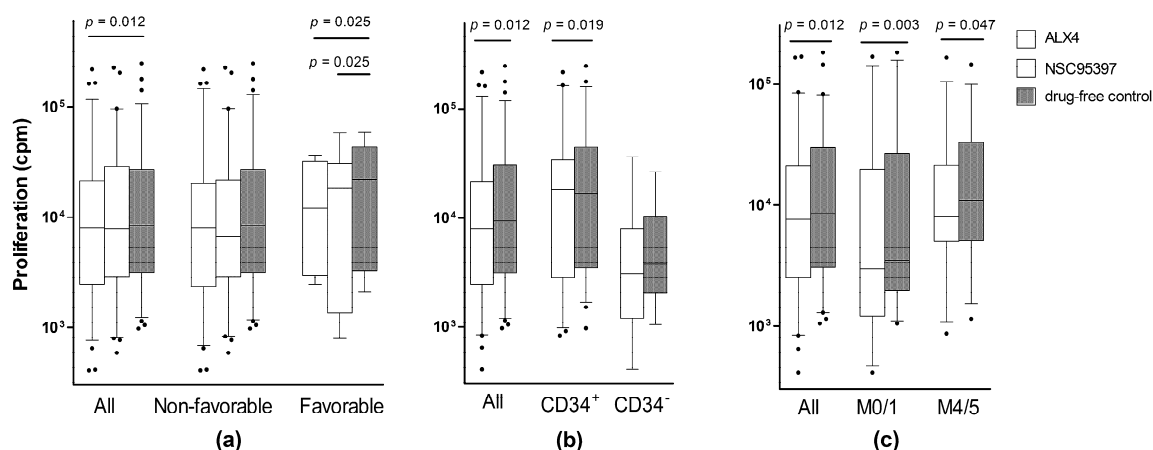 p = 0.012
p = 0.025
p = 0.025
Proliferation (cpm)
10⁵
10⁴
10³
All Non-favorable Favorable
(a)
p = 0.012 p = 0.019
10⁵
10⁴
10³
All CD34⁺ CD34⁻
(b)
p = 0.012 p = 0.003 p = 0.047
10⁵
10⁴
10³
All M0/1 M4/5
(c)
ALX4
NSC95397
drug-free control